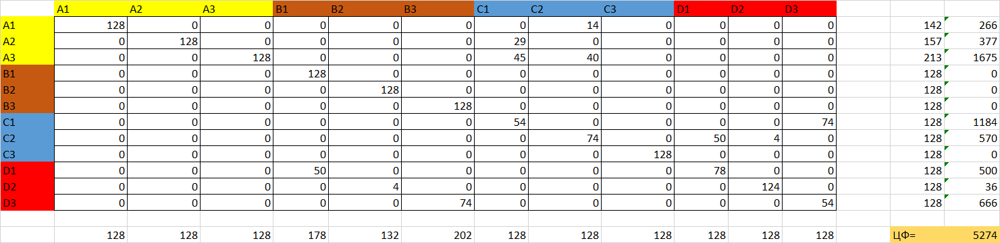 A1 A2 A3 B1 B2 B3 C1 C2 C3 D1 D2 D3
A1 128 0 0 0 0 0 0 14 0 0 0 0 142 266
A2 0 128 0 0 0 0 29 0 0 0 0 0 157 377
A3 0 0 128 0 0 0 45 40 0 0 0 0 213 1675
B1 0 0 0 128 0 0 0 0 0 0 0 0 128 0
B2 0 0 0 0 128 0 0 0 0 0 0 0 128 0
B3 0 0 0 0 0 128 0 0 0 0 0 0 128 0
C1 0 0 0 0 0 0 54 0 0 0 0 74 128 1184
C2 0 0 0 0 0 0 0 74 0 50 4 0 128 570
C3 0 0 0 0 0 0 0 0 128 0 0 0 128 0
D1 0 0 0 50 0 0 0 0 0 78 0 0 128 500
D2 0 0 0 0 4 0 0 0 0 0 124 0 128 36
D3 0 0 0 0 0 74 0 0 0 0 0 54 128 666
128 128 128 178 132 202 128 128 128 128 128 128 ЦФ= 5274